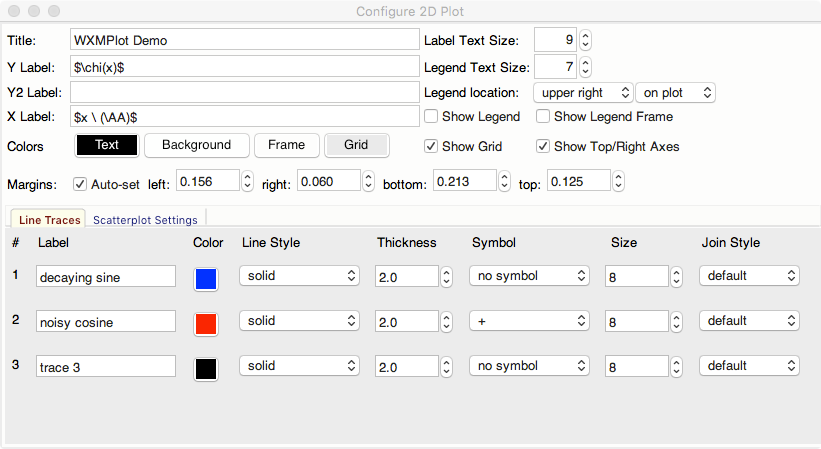 Configure 2D Plot
Title: WXMPlot Demo Label Text Size: 9
Y Label: $\chi(x)$ Legend Text Size: 7
Y2 Label: Legend location: upper right on plot
X Label: $x \ (\AA)$ Show Legend Show Legend Frame
Colors Text Background Frame Grid Show Grid Show Top/Right Axes
Margins: Auto-set left: 0.156 right: 0.060 bottom: 0.213 top: 0.125
Line Traces Scatterplot Settings
# Label Color Line Style Thickness Symbol Size Join Style
1 decaying sine solid 2.0 no symbol 8 default
2 noisy cosine solid 2.0 + 8 default
3 trace 3 solid 2.0 no symbol 8 default